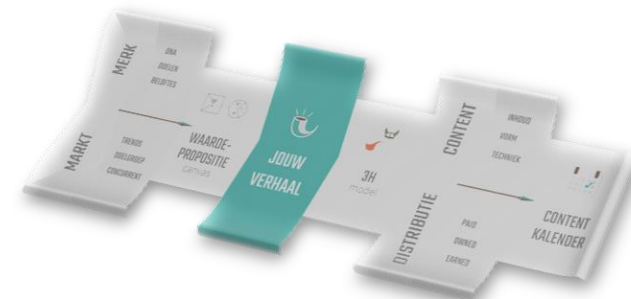 MERK
DNA
DOELEN
BELOFTES
MARKT
TRENDS
DOELGROEP
CONCURRENT
WAARDE-
PROPOSITIE
canvas
JOUW
VERHAAL
3H
model
CONTENT
INHOUD
VORM
TECHNIEK
DISTRIBUTIE
PAID
OWNED
EARNED
CONTENT
KALENDER